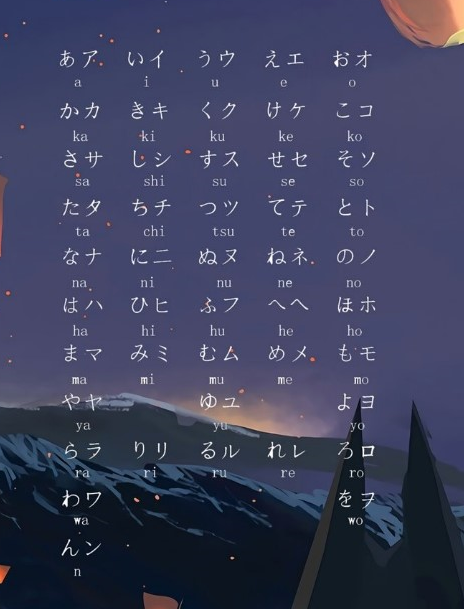 あア いイ うウ えエ おオ
a i u e o
かカ きキ くク けケ こコ
ka ki ku ke ko
さサ しシ すス せセ そソ
sa shi su se so
たタ ちチ つツ てテ とト
ta chi tsu te to
なナ に二 ぬヌ ねネ のノ
na ni nu ne no
はハ ひヒ ふフ へヘ ほホ
ha hi hu he ho
まマ みミ むム めメ もモ
ma mi mu me mo
やヤ ゆユ よヨ
ya yu yo
らラ りリ るル れレ ろロ
ra ri ru re ro
わワ をヲ
wa wo
んン
n